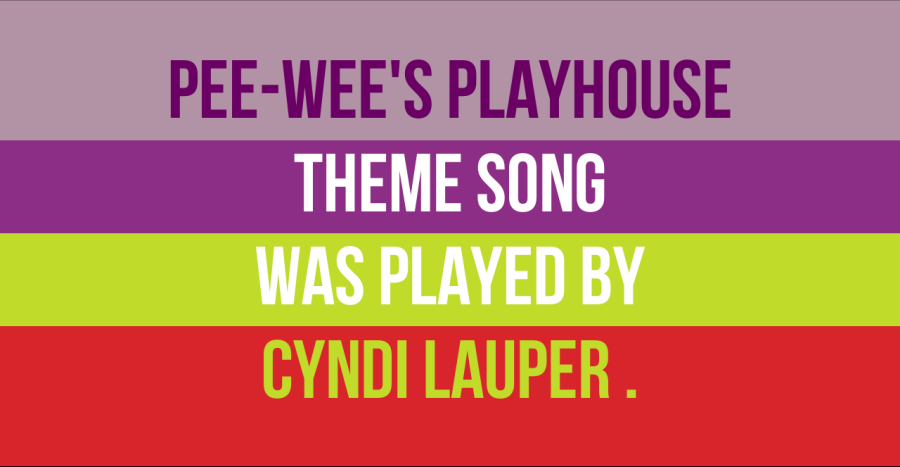 PEE-WEE'S PLAYHOUSE
THEME SONG
WAS PLAYED BY
CYNDI LAUPER .